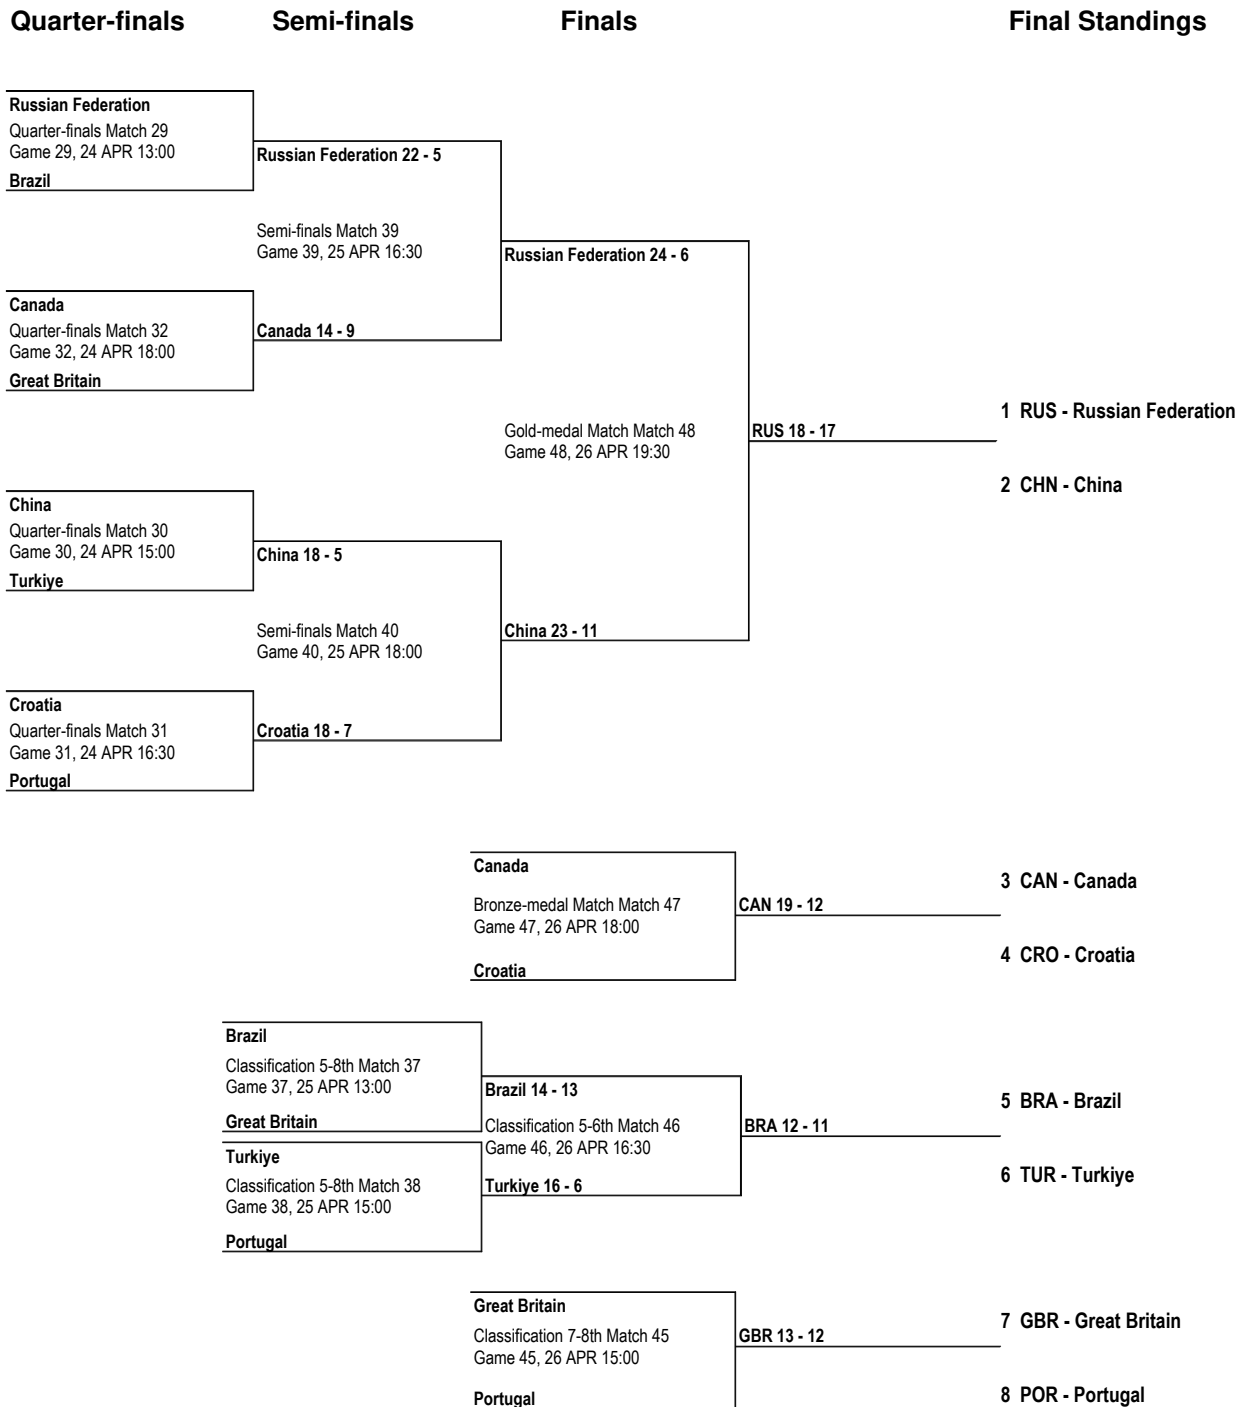 Quarter-finals
Semi-finals
Finals
Final Standings
Russian Federation
Quarter-finals Match 29
Game 29, 24 APR 13:00
Brazil
Russian Federation 22 - 5
Semi-finals Match 39
Game 39, 25 APR 16:30
Russian Federation 24 - 6
Canada
Quarter-finals Match 32
Game 32, 24 APR 18:00
Great Britain
Canada 14 - 9
Gold-medal Match Match 48
Game 48, 26 APR 19:30
RUS 18 - 17
1 RUS - Russian Federation
2 CHN - China
China
Quarter-finals Match 30
Game 30, 24 APR 15:00
Turkiye
China 18 - 5
Semi-finals Match 40
Game 40, 25 APR 18:00
China 23 - 11
Croatia
Quarter-finals Match 31
Game 31, 24 APR 16:30
Portugal
Croatia 18 - 7
Canada
Bronze-medal Match Match 47
Game 47, 26 APR 18:00
Croatia
CAN 19 - 12
3 CAN - Canada
4 CRO - Croatia
Brazil
Classification 5-8th Match 37
Game 37, 25 APR 13:00
Great Britain
Brazil 14 - 13
Classification 5-6th Match 46
Game 46, 26 APR 16:30
Turkiye
Classification 5-8th Match 38
Game 38, 25 APR 15:00
Portugal
Turkiye 16 - 6
BRA 12 - 11
5 BRA - Brazil
6 TUR - Turkiye
Great Britain
Classification 7-8th Match 45
Game 45, 26 APR 15:00
Portugal
GBR 13 - 12
7 GBR - Great Britain
8 POR - Portugal